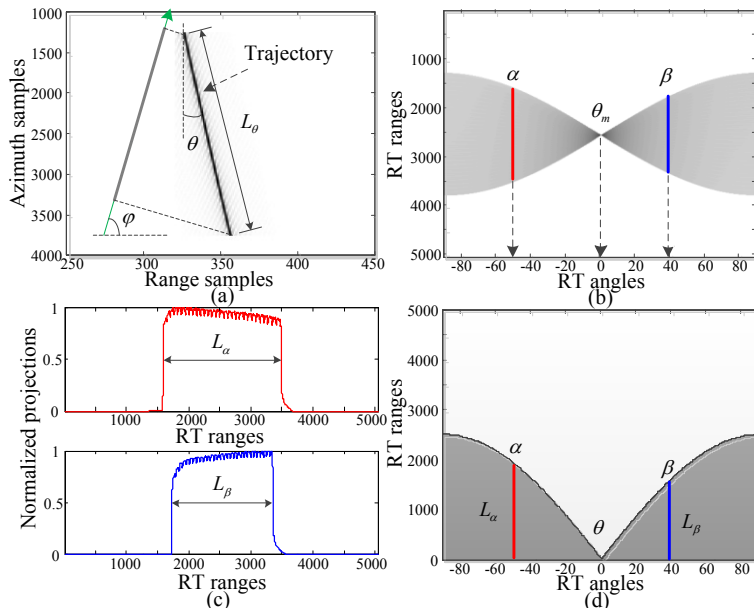 1000
1500
2000
2500
3000
3500
4000
Azimuth samples
Trajectory
L_θ
θ
φ
250
300
350
400
450
Range samples
(a)
1000
2000
3000
4000
5000
RT ranges
α
β
θ_m
-80
-60
-40
-20
0
20
40
60
80
RT angles
(b)
Normalized projections
1
0.5
0
L_α
1000
2000
3000
4000
5000
RT ranges
1
0.5
0
L_β
0
1000
2000
3000
4000
5000
RT ranges
(c)
5000
4000
3000
2000
1000
0
RT ranges
α
β
θ
L_α
L_β
-80
-60
-40
-20
0
20
40
60
80
RT angles
(d)